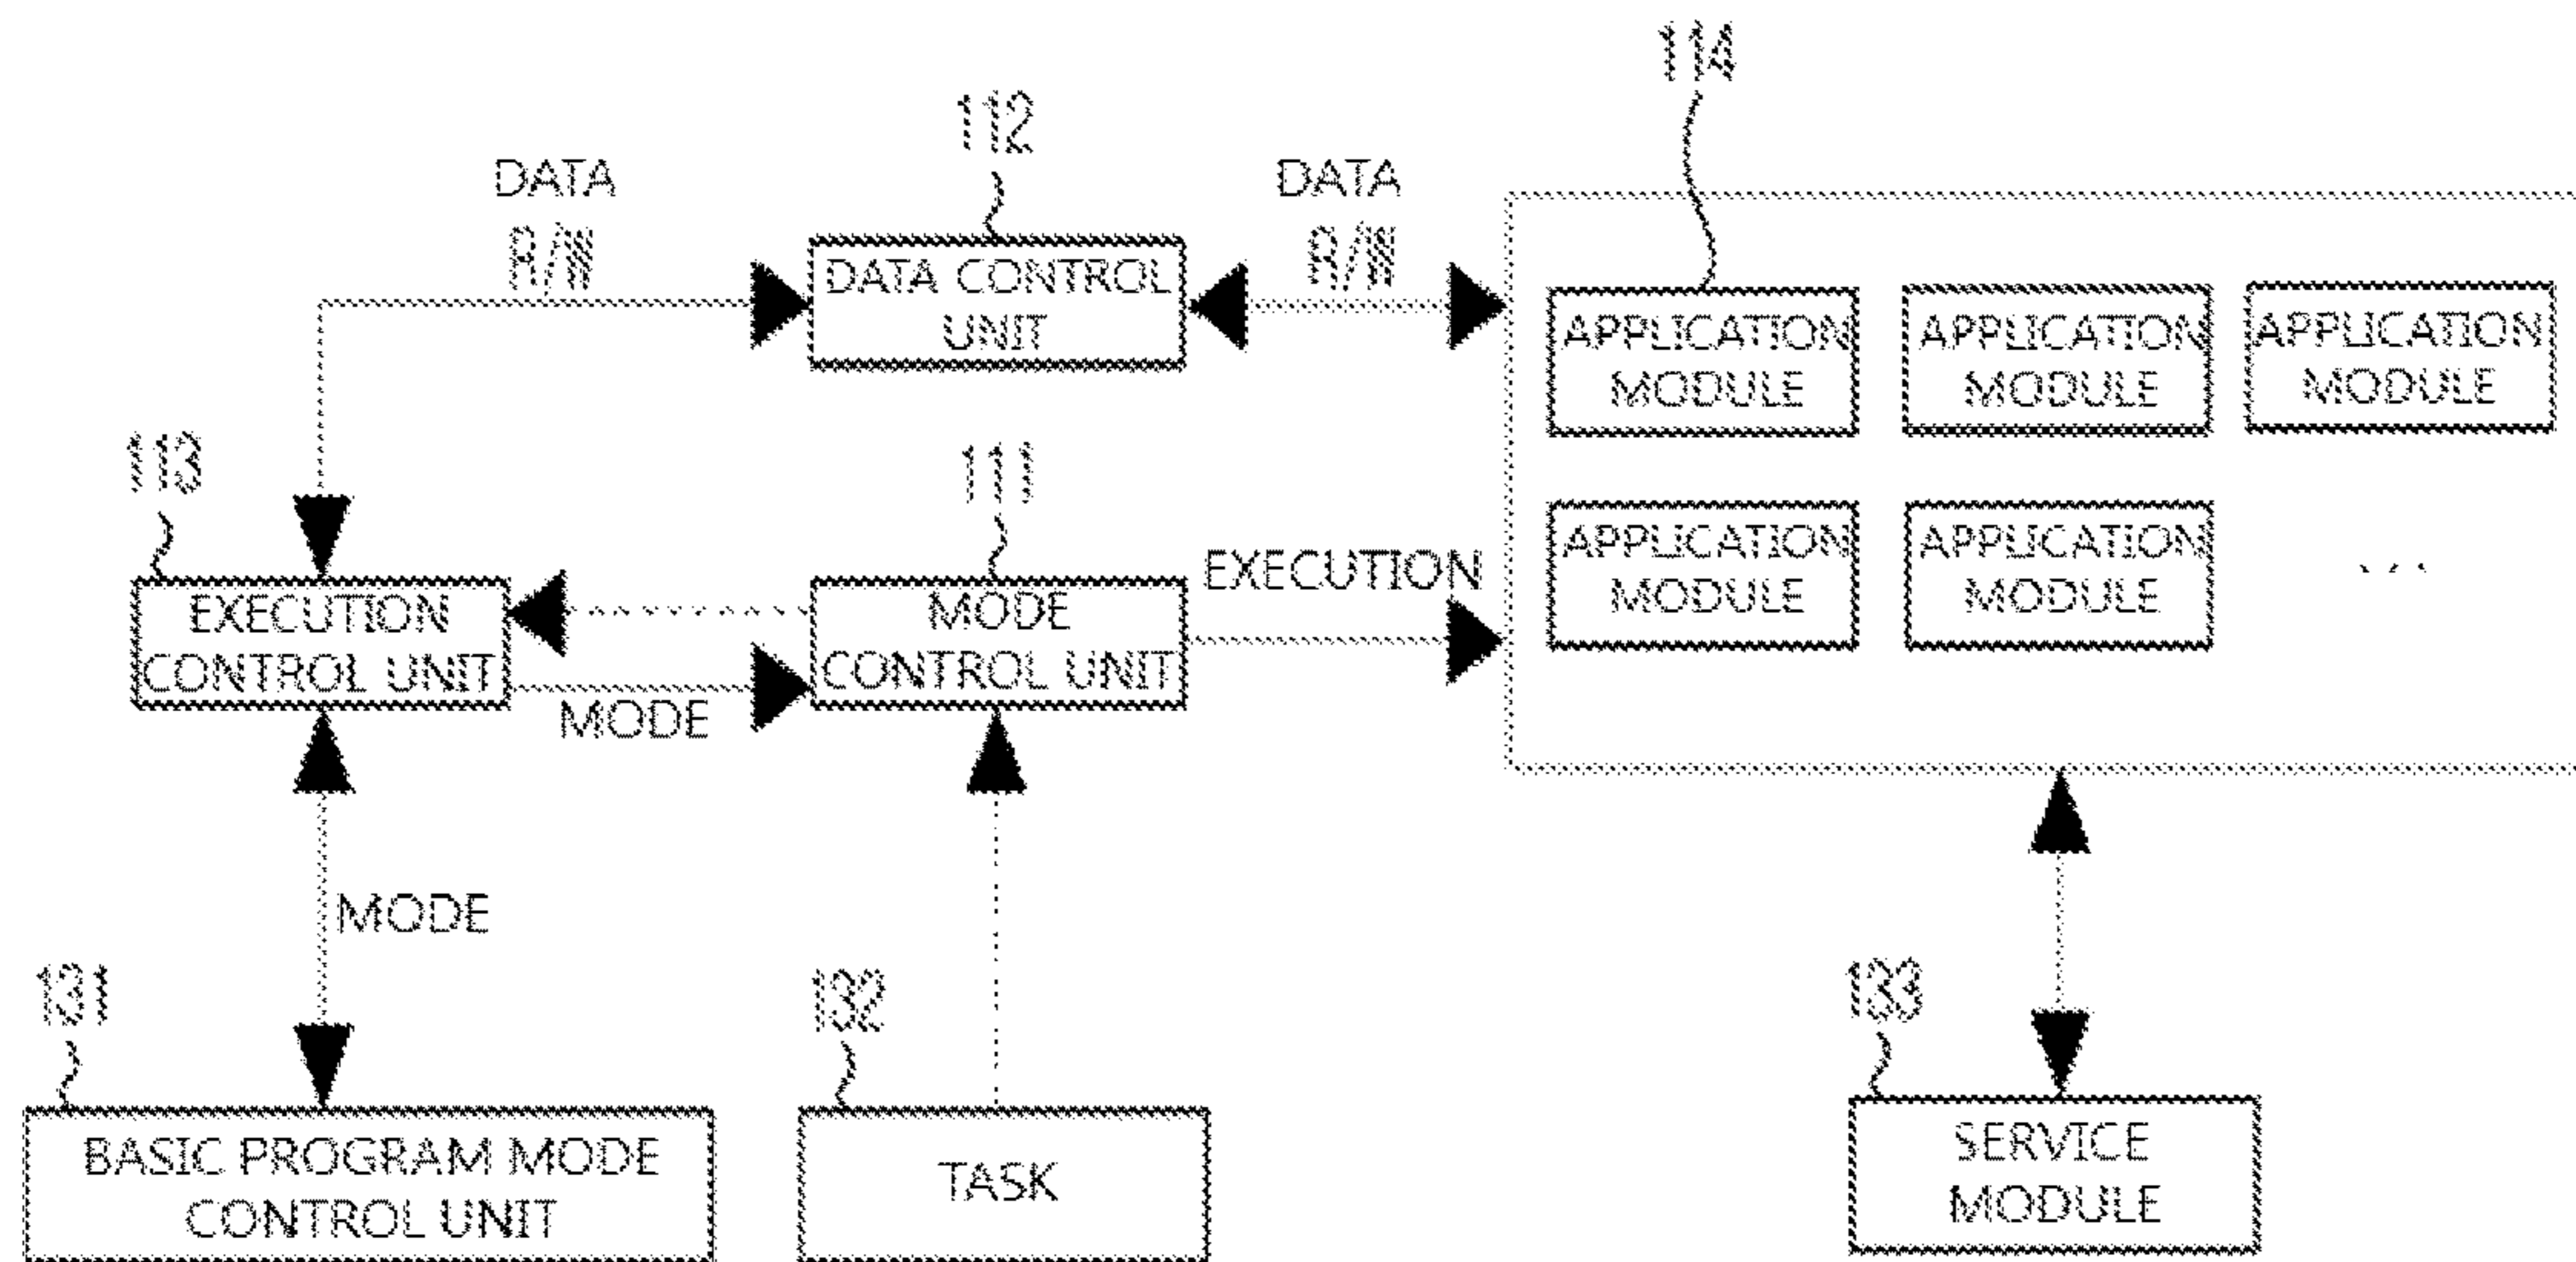 114
112
DATA
R/W
DATA
R/W
DATA CONTROL
UNIT
APPLICATION
MODULE
APPLICATION
MODULE
APPLICATION
MODULE
113
111
EXECUTION
CONTROL UNIT
MODE
MODE
CONTROL UNIT
EXECUTION
APPLICATION
MODULE
APPLICATION
MODULE
...
MODE
131
132
133
BASIC PROGRAM MODE
CONTROL UNIT
TASK
SERVICE
MODULE